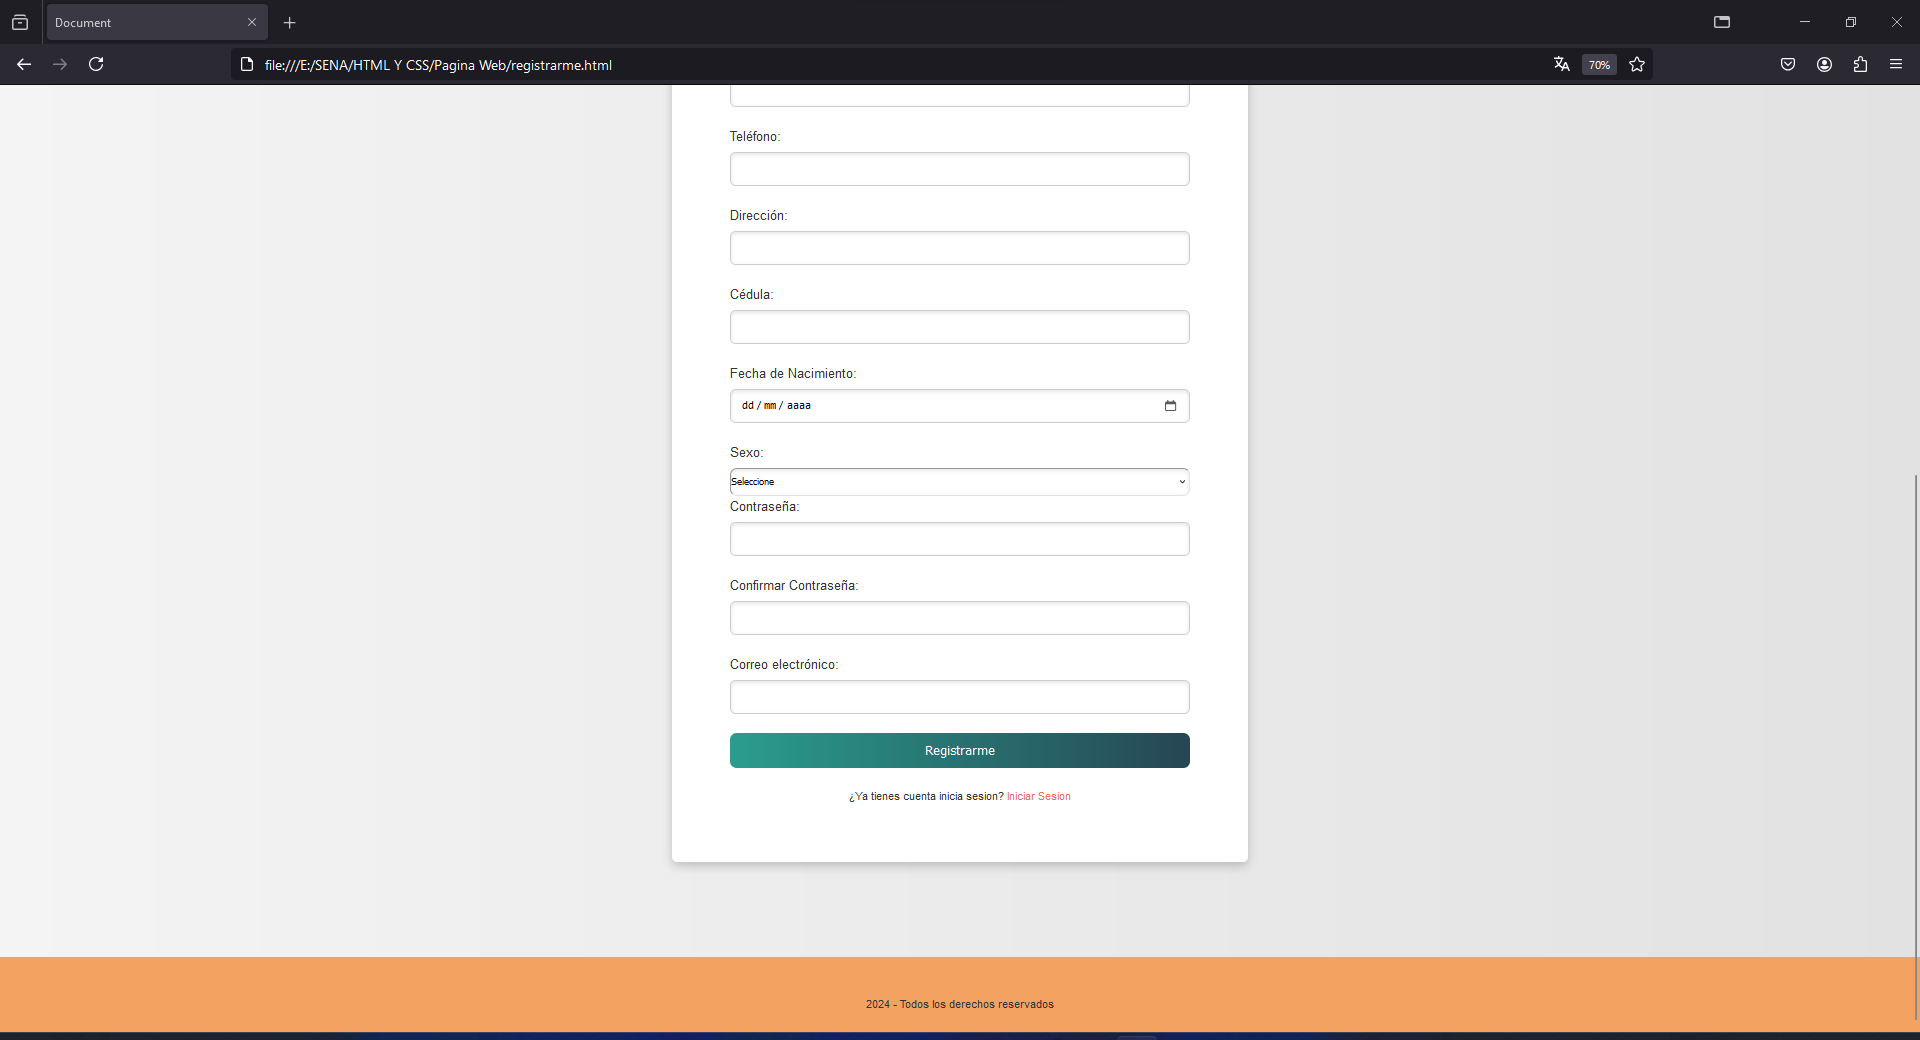 Document
file:///E:/SENA/HTML Y CSS/Pagina Web/registrarme.html
70%
Teléfono:
Dirección:
Cédula:
Fecha de Nacimiento:
dd / mm / aaaa
Sexo:
Seleccione
Contraseña:
Confirmar Contraseña:
Correo electrónico:
Registrarme
¿Ya tienes cuenta inicia sesion? Iniciar Sesion
2024 - Todos los derechos reservados